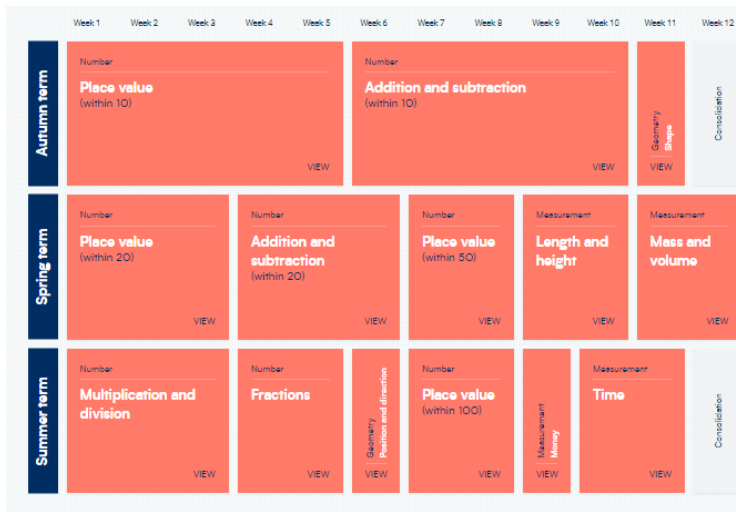 Week 1 Week 2 Week 3 Week 4 Week 5 Week 6 Week 7 Week 8 Week 9 Week 10 Week 11 Week 12
Autumn term
Number
Place value
(within 10)
VIEW
Number
Addition and subtraction
(within 10)
VIEW
Geometry
Shape
VIEW
Consolidation
Spring term
Number
Place value
(within 20)
VIEW
Number
Addition and
subtraction
(within 20)
VIEW
Number
Place value
(within 50)
VIEW
Measurement
Length and
height
VIEW
Measurement
Mass and
volume
VIEW
Summer term
Number
Multiplication and
division
VIEW
Number
Fractions
VIEW
Geometry
Position and direction
VIEW
Number
Place value
(within 100)
VIEW
Measurement
Money
VIEW
Measurement
Time
VIEW
Consolidation